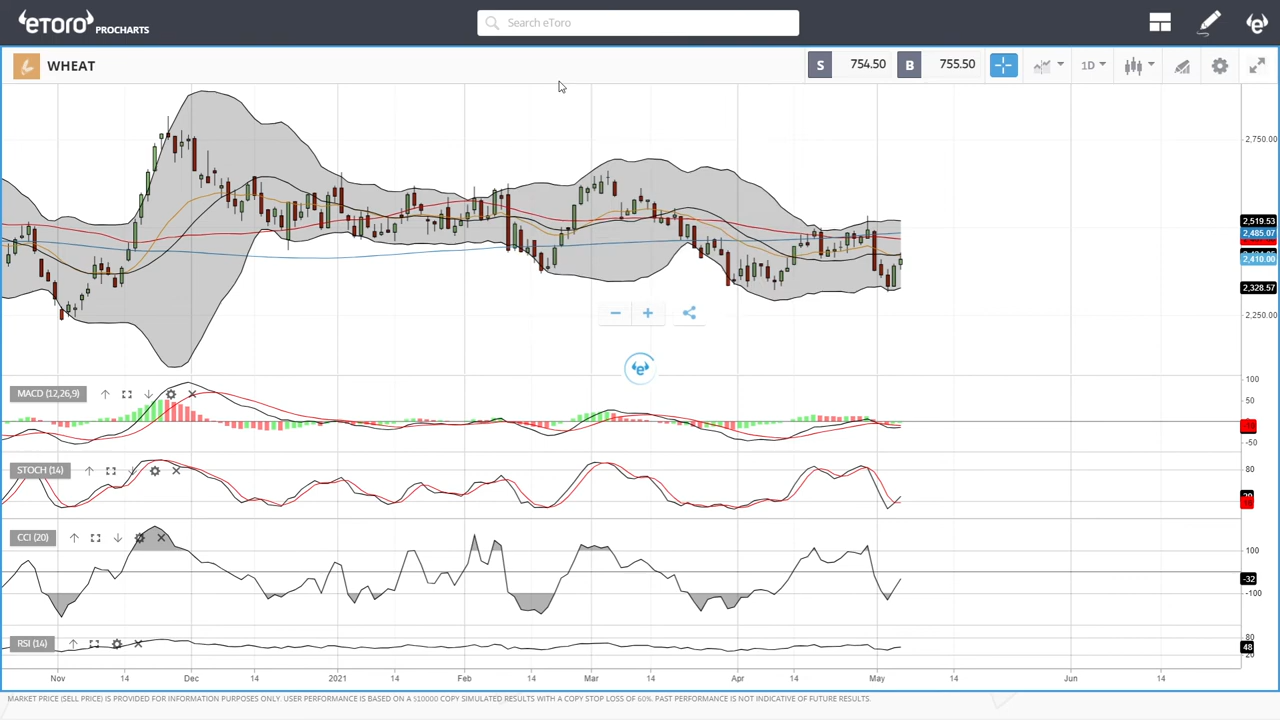 eToro PROCHARTS
Search eToro
WHEAT
S 754.50 B 755.50 1D
2,750.00
2,519.53
2,485.07
2,410.00
2,328.57
2,250.00
MACD (12,26,9)
100
50
-50
STOCH (14)
80
CCI (20)
100
-32
-100
RSI (14)
80
48
20
Nov 14 Dec 14 2021 14 Feb 14 Mar 14 Apr 14 May 14 Jun 14
MARKET PRICE (SELL PRICE) IS PROVIDED FOR INFORMATION PURPOSES ONLY. USER PERFORMANCE IS BASED ON A $10000 COPY SIMULATED RESULTS WITH A COPY STOP LOSS OF 60%. PAST PERFORMANCE IS NOT INDICATIVE OF FUTURE RESULTS.